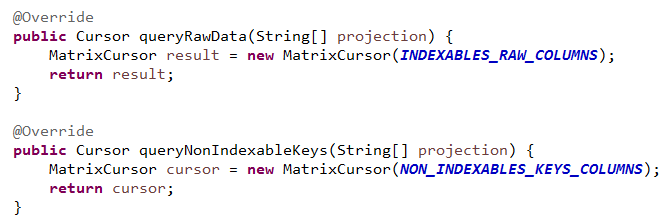 @Override
public Cursor queryRawData(String[] projection) {
    MatrixCursor result = new MatrixCursor(INDEXABLES_RAW_COLUMNS);
    return result;
}

@Override
public Cursor queryNonIndexableKeys(String[] projection) {
    MatrixCursor cursor = new MatrixCursor(NON_INDEXABLES_KEYS_COLUMNS);
    return cursor;
}